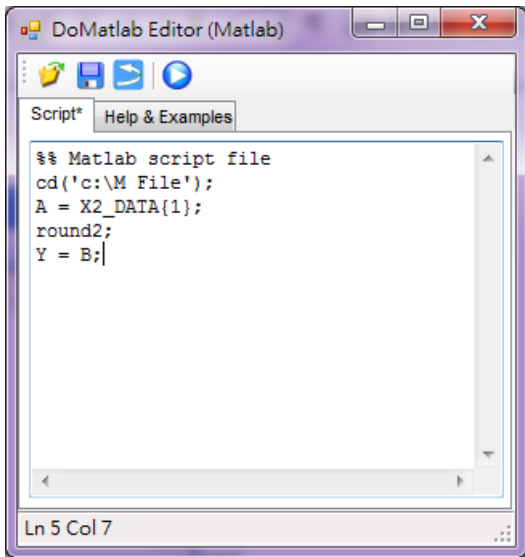 DoMatlab Editor (Matlab)
Script* Help & Examples
%% Matlab script file
cd('c:\M File');
A = X2_DATA{1};
round2;
Y = B;
Ln 5 Col 7